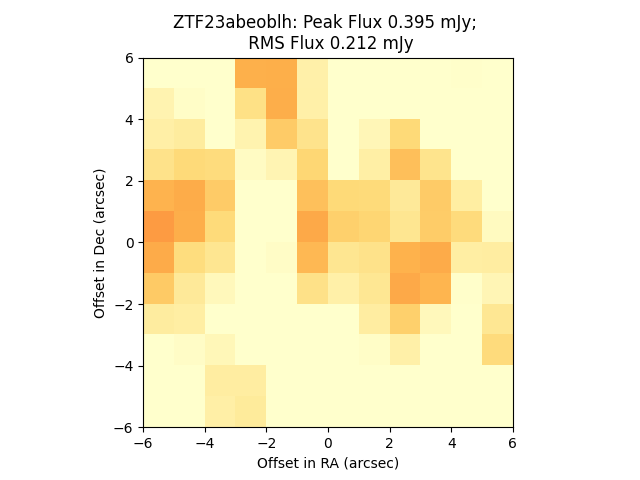 ZTF23abeoblh: Peak Flux 0.395 mJy;
RMS Flux 0.212 mJy
6
4
2
0
−2
−4
−6
Offset in Dec (arcsec)
−6 −4 −2 0 2 4 6
Offset in RA (arcsec)